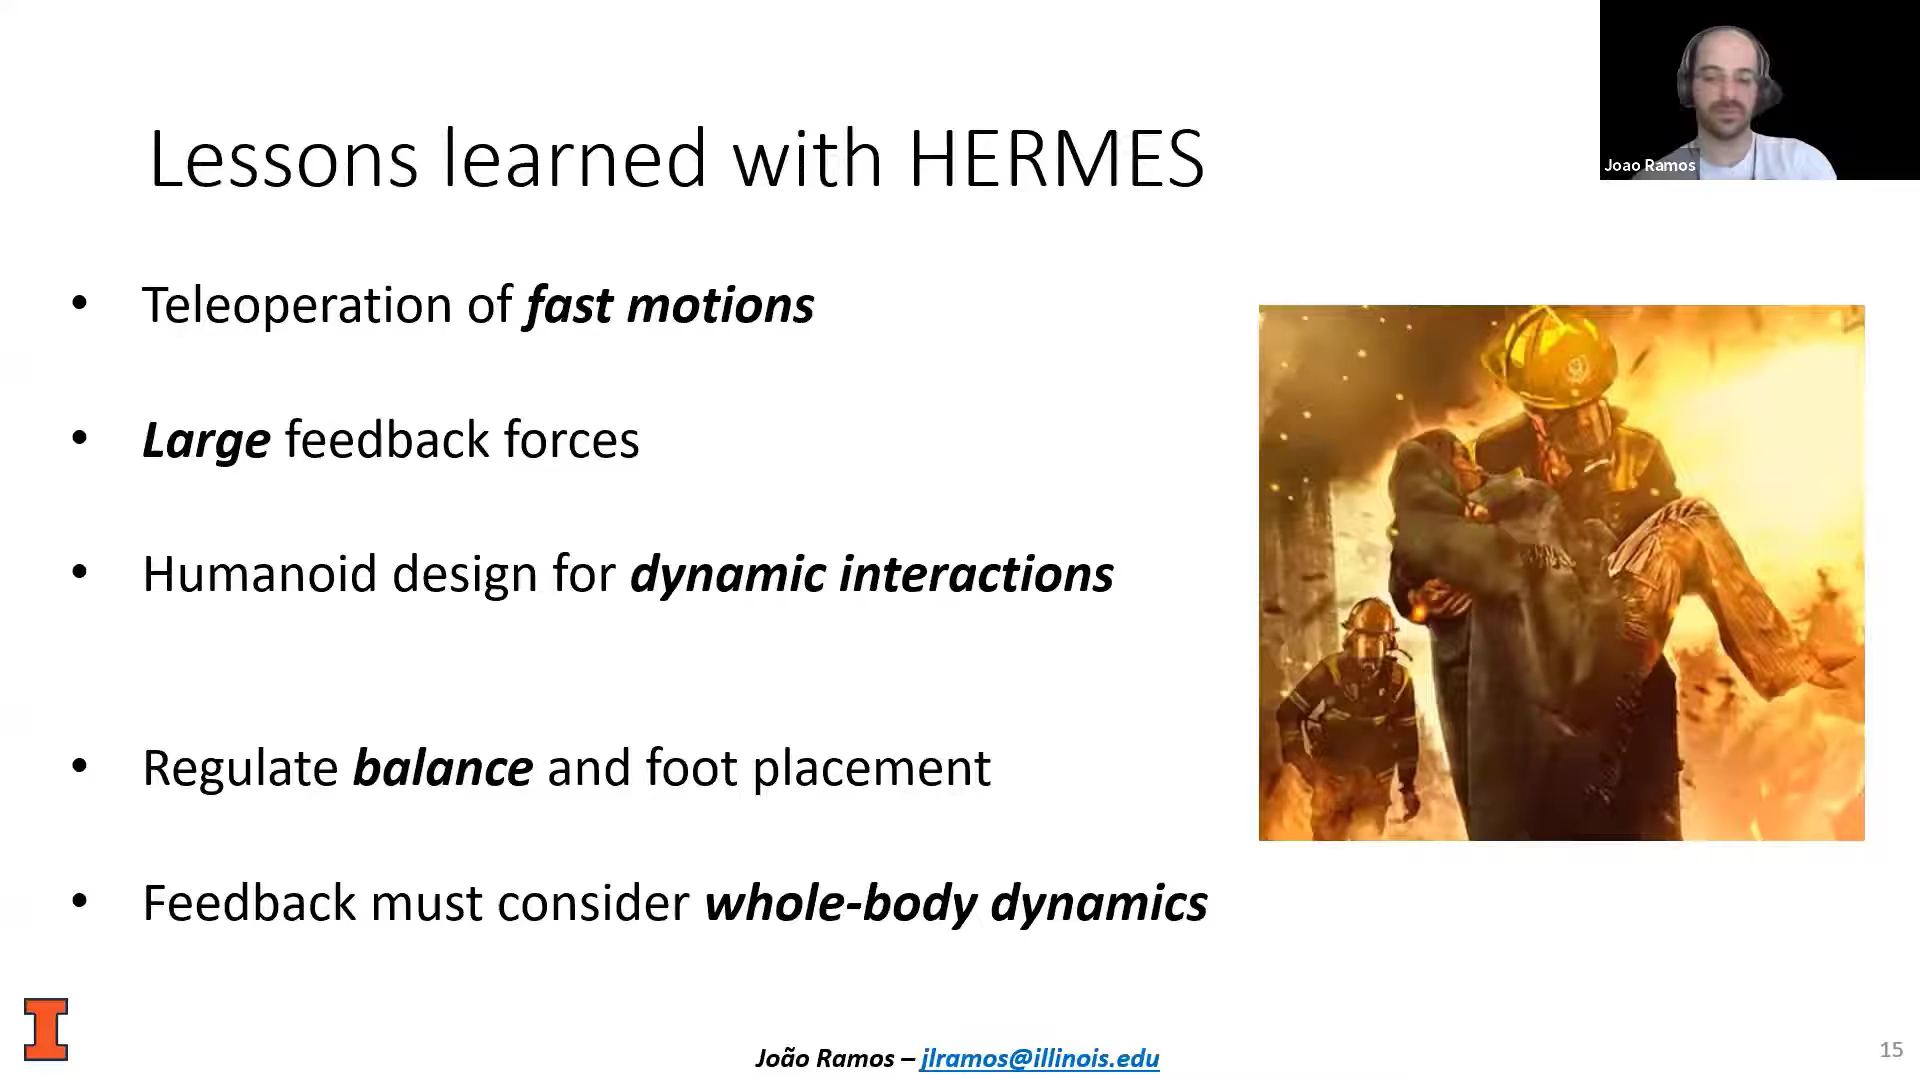 Lessons learned with HERMES
Joao Ramos
• Teleoperation of fast motions
• Large feedback forces
• Humanoid design for dynamic interactions
• Regulate balance and foot placement
• Feedback must consider whole-body dynamics
I
João Ramos – jlramos@illinois.edu
15